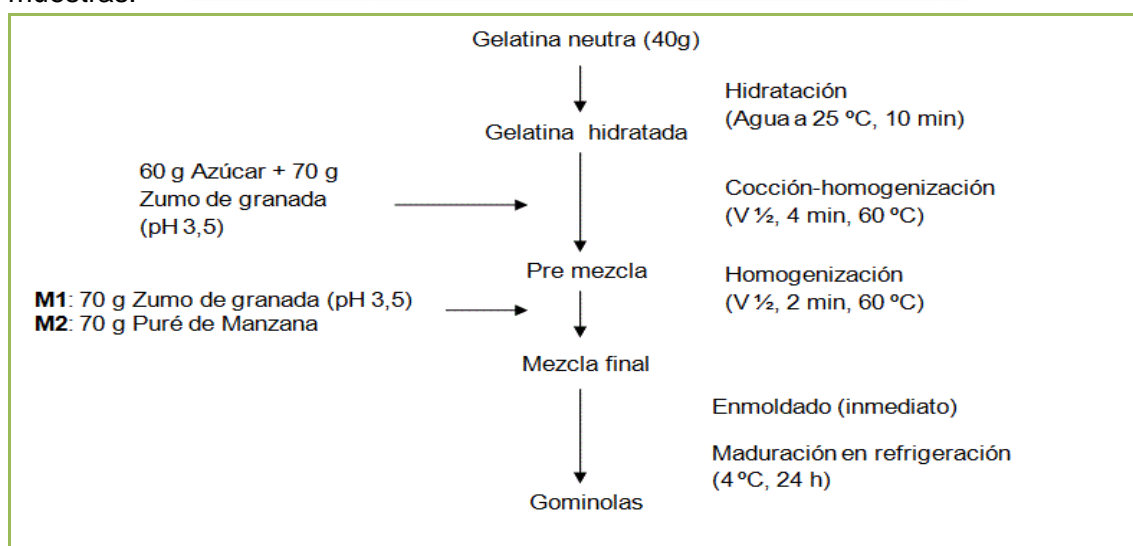 muestras.
Gelatina neutra (40g)
Hidratación
(Agua a 25 ºC, 10 min)
Gelatina hidratada
60 g Azúcar + 70 g
Zumo de granada
(pH 3,5)
Cocción-homogenización
(V ½, 4 min, 60 ºC)
Pre mezcla
Homogenización
(V ½, 2 min, 60 ºC)
M1: 70 g Zumo de granada (pH 3,5)
M2: 70 g Puré de Manzana
Mezcla final
Enmoldado (inmediato)
Maduración en refrigeración
(4 ºC, 24 h)
Gominolas